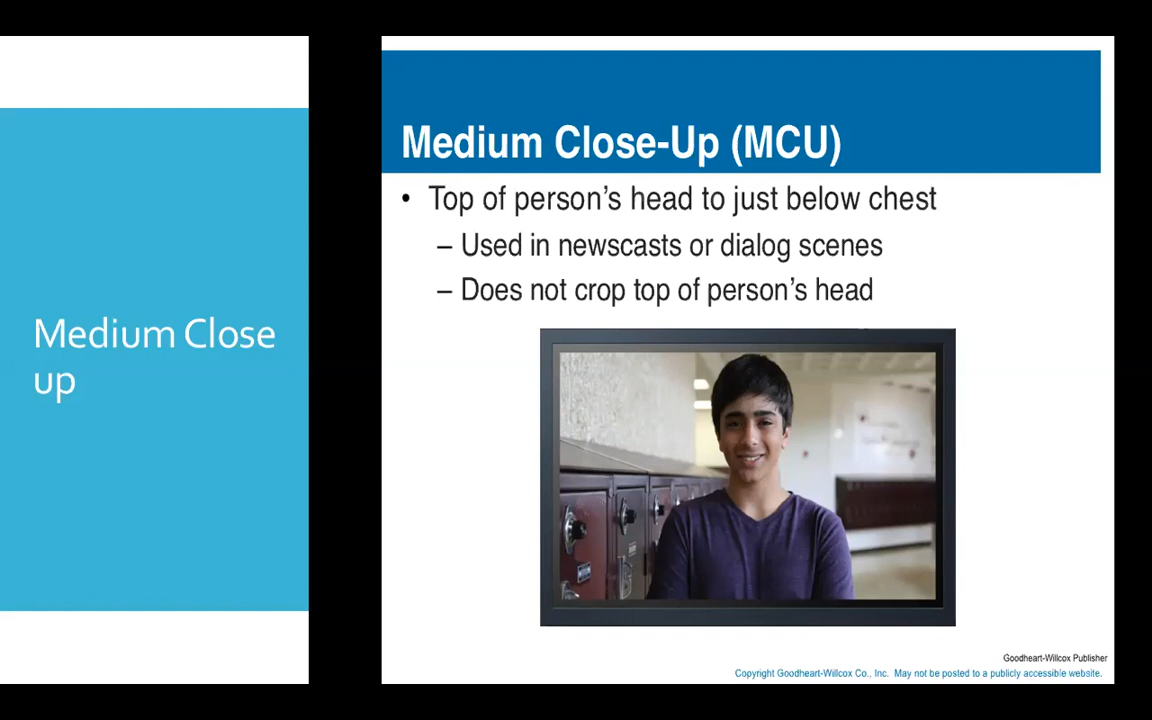 Medium Close
up
Medium Close-Up (MCU)
• Top of person’s head to just below chest
– Used in newscasts or dialog scenes
– Does not crop top of person’s head
Goodheart-Willcox Publisher
Copyright Goodheart-Willcox Co., Inc. May not be posted to a publicly accessible website.